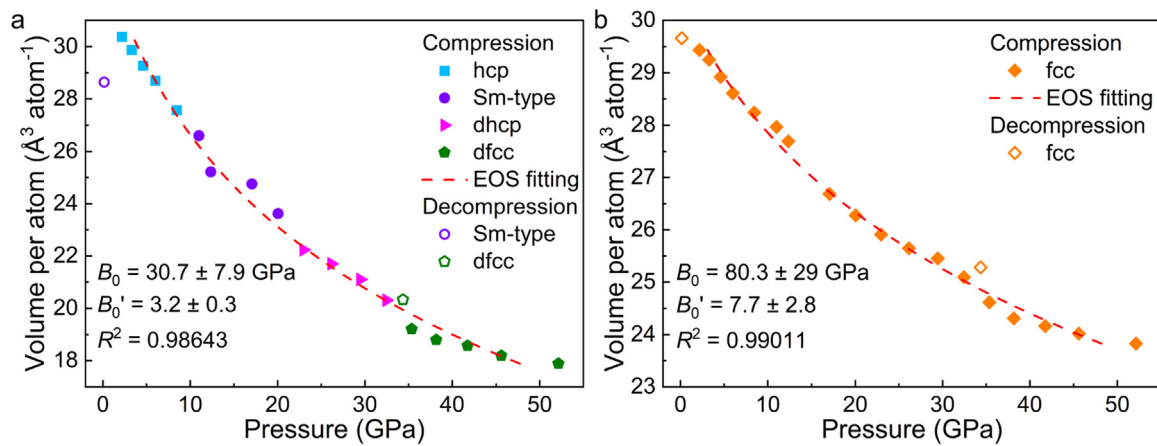 a
Volume per atom (Å³ atom⁻¹)
30
28
26
24
22
20
18
0
10
20
30
40
50
Pressure (GPa)
Compression
hcp
Sm-type
dhcp
dfcc
EOS fitting
Decompression
Sm-type
dfcc
B₀ = 30.7 ± 7.9 GPa
B₀' = 3.2 ± 0.3
R² = 0.98643
b
Volume per atom (Å³ atom⁻¹)
30
29
28
27
26
25
24
23
0
10
20
30
40
50
Pressure (GPa)
Compression
fcc
EOS fitting
Decompression
fcc
B₀ = 80.3 ± 29 GPa
B₀' = 7.7 ± 2.8
R² = 0.99011